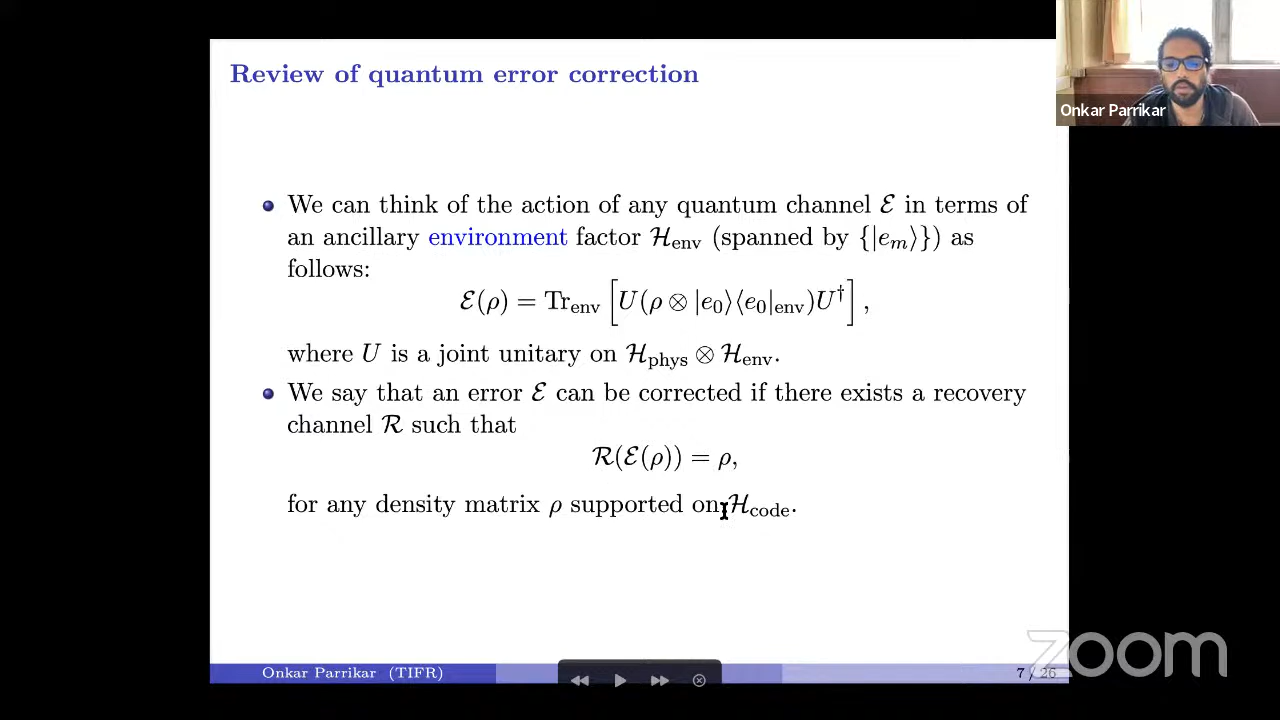 Review of quantum error correction
Onkar Parrikar
We can think of the action of any quantum channel ℰ in terms of
an ancillary environment factor ℋ_env (spanned by {|e_m⟩}) as
follows:
ℰ(ρ) = Tr_env [U(ρ ⊗ |e_0⟩⟨e_0|_env)U^†],
where U is a joint unitary on ℋ_phys ⊗ ℋ_env.
We say that an error ℰ can be corrected if there exists a recovery
channel ℛ such that
ℛ(ℰ(ρ)) = ρ,
for any density matrix ρ supported on ℋ_code.
zoom
Onkar Parrikar (TIFR)
7 / 26